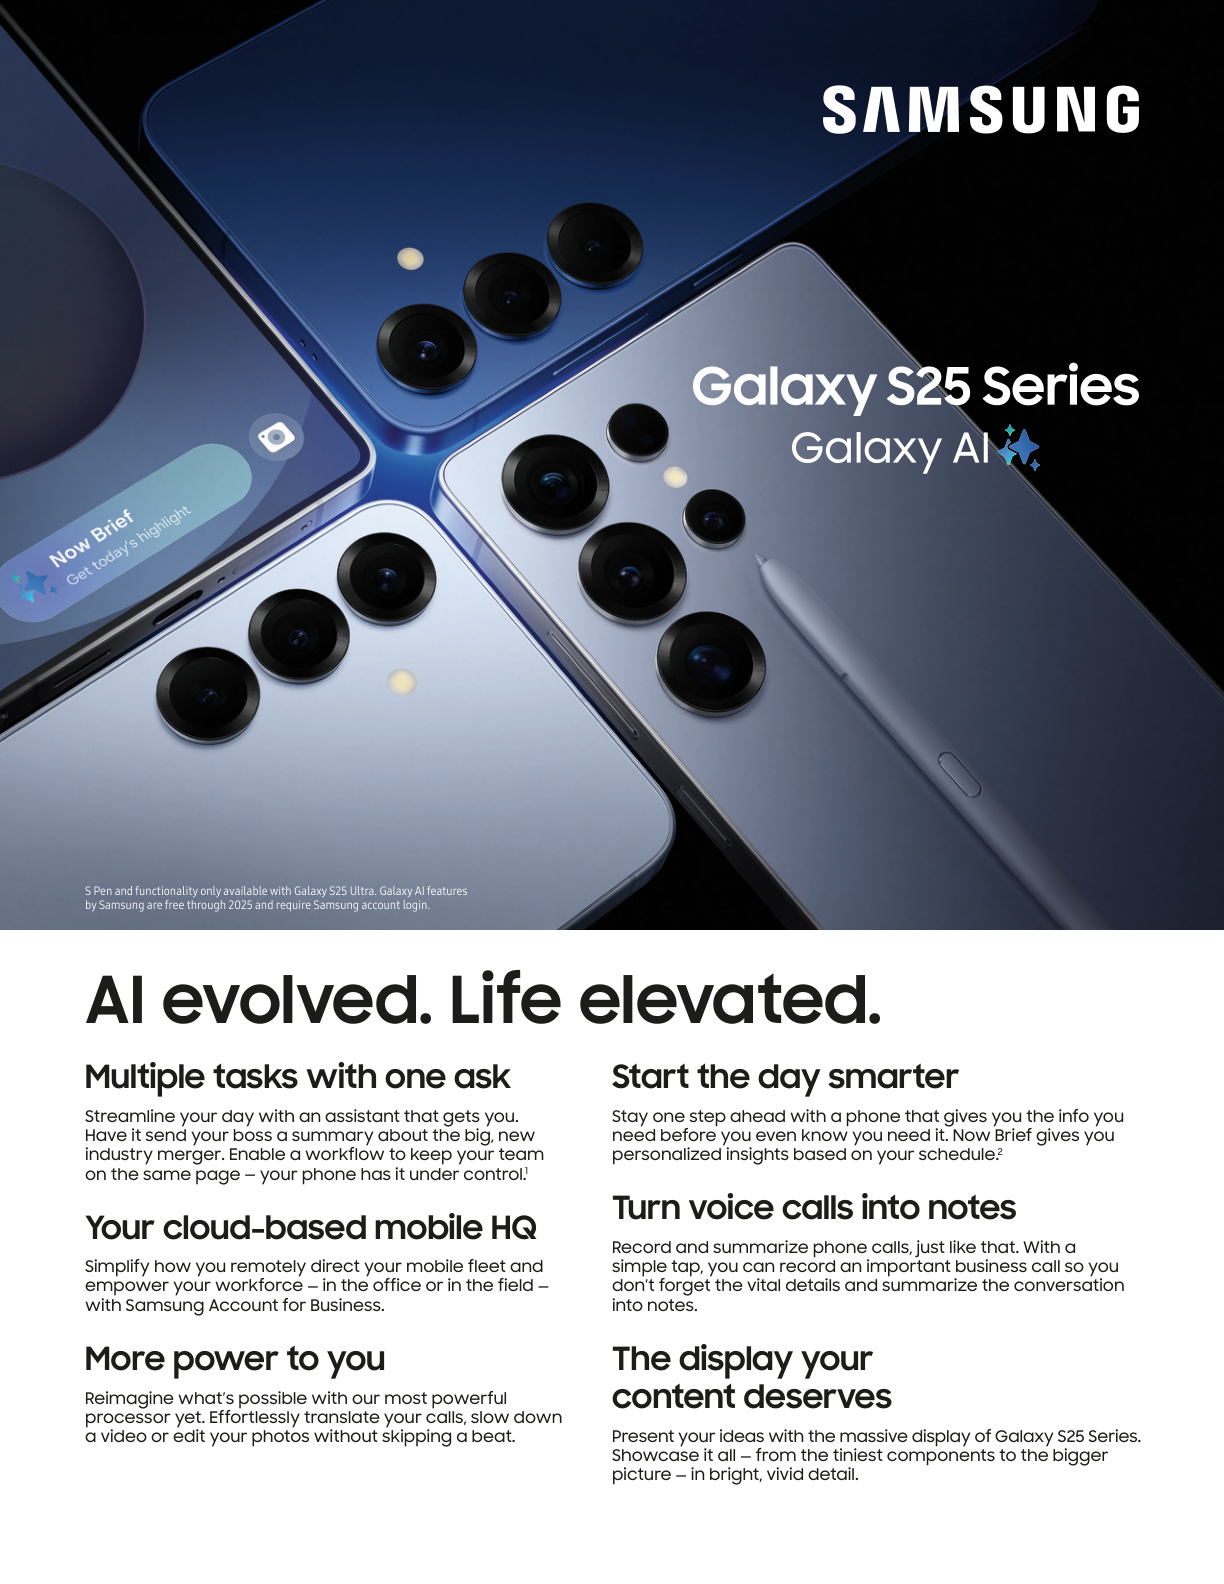 SAMSUNG
Galaxy S25 Series
Galaxy AI
Now Brief
Get today's highlight
S Pen and functionality only available with Galaxy S25 Ultra. Galaxy AI features
by Samsung are free through 2025 and require Samsung account login.
AI evolved. Life elevated.
Multiple tasks with one ask
Streamline your day with an assistant that gets you.
Have it send your boss a summary about the big, new
industry merger. Enable a workflow to keep your team
on the same page — your phone has it under control.¹
Your cloud-based mobile HQ
Simplify how you remotely direct your mobile fleet and
empower your workforce — in the office or in the field —
with Samsung Account for Business.
More power to you
Reimagine what's possible with our most powerful
processor yet. Effortlessly translate your calls, slow down
a video or edit your photos without skipping a beat.
Start the day smarter
Stay one step ahead with a phone that gives you the info you
need before you even know you need it. Now Brief gives you
personalized insights based on your schedule.²
Turn voice calls into notes
Record and summarize phone calls, just like that. With a
simple tap, you can record an important business call so you
don't forget the vital details and summarize the conversation
into notes.
The display your
content deserves
Present your ideas with the massive display of Galaxy S25 Series.
Showcase it all — from the tiniest components to the bigger
picture — in bright, vivid detail.